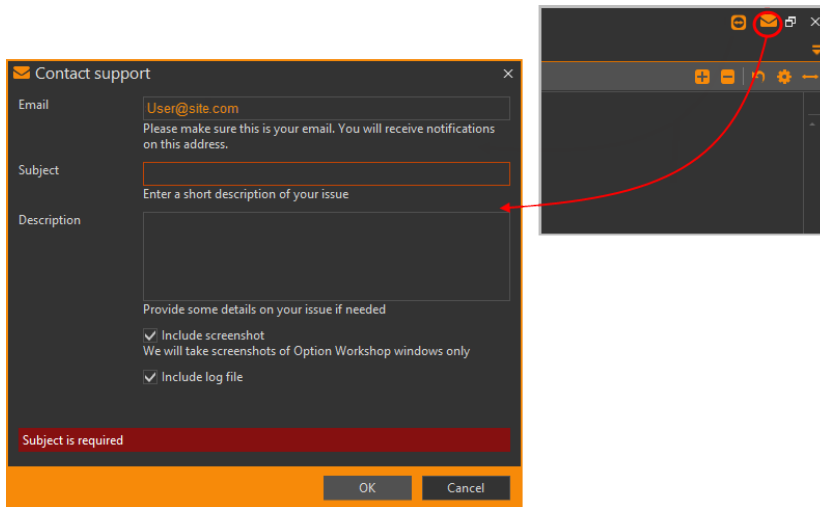 Contact support
Email
User@site.com
Please make sure this is your email. You will receive notifications
on this address.
Subject
Enter a short description of your issue
Description
Provide some details on your issue if needed
Include screenshot
We will take screenshots of Option Workshop windows only
Include log file
Subject is required
OK
Cancel